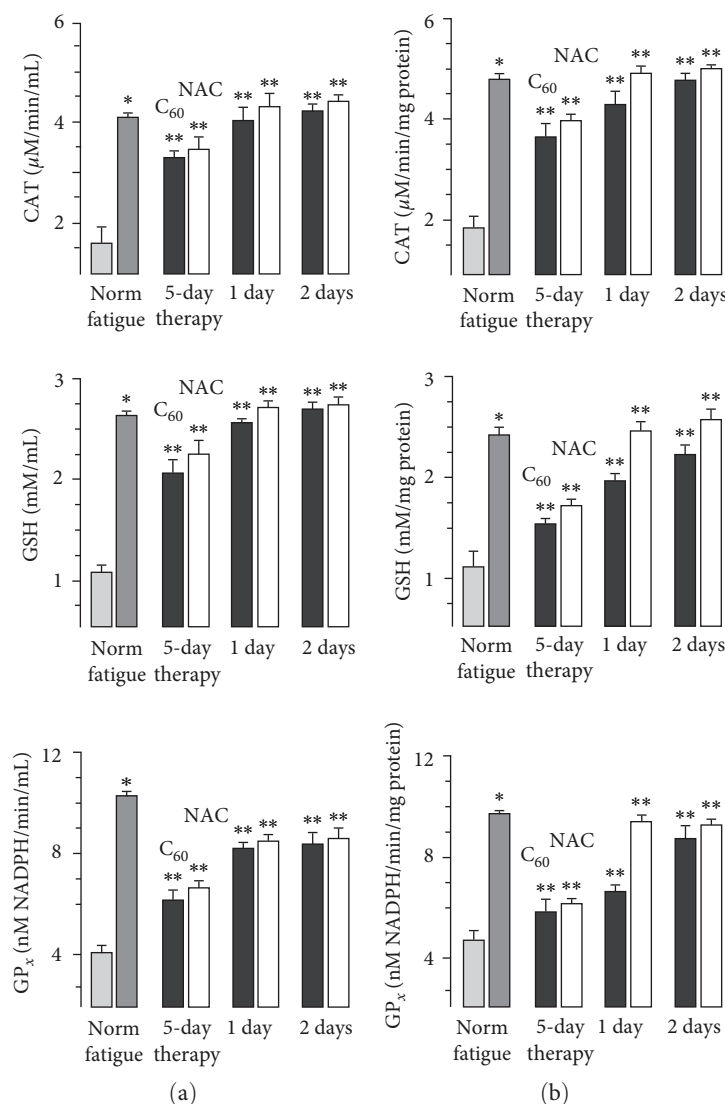 6
4
2
CAT (μM/min/mL)
*
C60
NAC
**
**
**
**
**
**
Norm
fatigue
5-day
therapy
1 day
2 days
6
4
2
CAT (μM/min/mg protein)
*
C60
NAC
**
**
**
**
**
**
Norm
fatigue
5-day
therapy
1 day
2 days
3
2
1
GSH (mM/mL)
*
C60
NAC
**
**
**
**
**
**
Norm
fatigue
5-day
therapy
1 day
2 days
3
2
1
GSH (mM/mg protein)
*
C60
NAC
**
**
**
**
**
**
Norm
fatigue
5-day
therapy
1 day
2 days
12
8
4
GPx (nM NADPH/min/mL)
*
C60
NAC
**
**
**
**
**
**
Norm
fatigue
5-day
therapy
1 day
2 days
(a)
12
8
4
GPx (nM NADPH/min/mg protein)
*
C60
NAC
**
**
**
**
**
**
Norm
fatigue
5-day
therapy
1 day
2 days
(b)